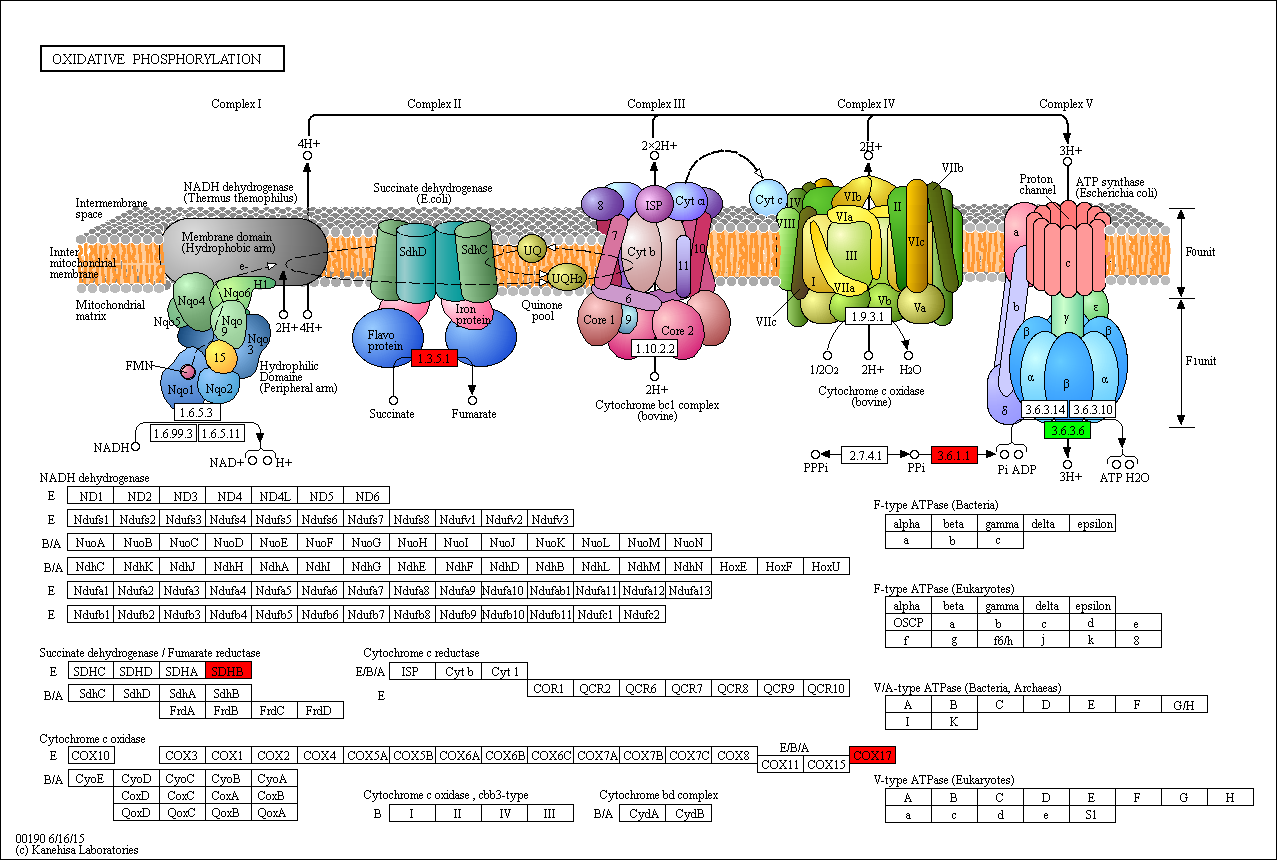 OXIDATIVE PHOSPHORYLATION
Complex I Complex II Complex III Complex IV Complex V
4H+ 2×2H+ 2H+ 3H+
NADH dehydrogenase
(Thermus themophilus)
Succinate dehydrogenase
(E.coli)
VIIb
Proton
channel
ATP synthase
(Escherichia coli)
Intermembrane
space
8 ISP Cyt c1 Cyt c IV VIb II
VIII VIa
Membrane domain
(Hydrophobic arm)
SdhD SdhC UQ 7 Cyt b 10 III VIc a c
Innter
mitochondrial
membrane
F0unit
e- 11
H1 UQH2 I VIIa
Mitochondrial
matrix
Nqo4 Nqo6 6 Vb Va b
Nqo5 Nqo
9
Nqo
3
2H+ 4H+
Iron
protein
Quinone
pool
Core 1 9 Core 2 VIIc γ ε
Flavo
protein
1.10.2.2 1.9.3.1 β β
FMN 15 1.3.5.1 F1unit
Hydrophilic
Domaine
(Peripheral arm)
Nqo1 Nqo2 2H+ 1/2O2 2H+ H2O α β α
Succinate Fumarate
Cytochrome bc1 complex
(bovine)
Cytochrome c oxidase
(bovine)
δ
1.6.5.3 3.6.3.14 3.6.3.10
1.6.99.3 1.6.5.11 3.6.3.6
NADH NAD+ H+
2.7.4.1 3.6.1.1
PPPi PPi Pi ADP 3H+ ATP H2O
NADH dehydrogenase
E ND1 ND2 ND3 ND4 ND4L ND5 ND6
E Ndufs1 Ndufs2 Ndufs3 Ndufs4 Ndufs5 Ndufs6 Ndufs7 Ndufs8 Ndufv1 Ndufv2 Ndufv3
B/A NuoA NuoB NuoC NuoD NuoE NuoF NuoG NuoH NuoI NuoJ NuoK NuoL NuoM NuoN
B/A NdhC NdhK NdhJ NdhH NdhA NdhI NdhG NdhE NdhF NdhD NdhB NdhL NdhM NdhN HoxE HoxF HoxU
E Ndufa1 Ndufa2 Ndufa3 Ndufa4 Ndufa5 Ndufa6 Ndufa7 Ndufa8 Ndufa9 Ndufa10 Ndufab1 Ndufa11 Ndufa12 Ndufa13
E Ndufb1 Ndufb2 Ndufb3 Ndufb4 Ndufb5 Ndufb6 Ndufb7 Ndufb8 Ndufb9 Ndufb10 Ndufb11 Ndufc1 Ndufc2
Succinate dehydrogenase / Fumarate reductase
E SDHC SDHD SDHA SDHB
B/A SdhC SdhD SdhA SdhB
FrdA FrdB FrdC FrdD
Cytochrome c reductase
E/B/A ISP Cyt b Cyt 1
E COR1 QCR2 QCR6 QCR7 QCR8 QCR9 QCR10
Cytochrome c oxidase
E COX10 COX3 COX1 COX2 COX4 COX5A COX5B COX6A COX6B COX6C COX7A COX7B COX7C COX8
E/B/A
COX11 COX15 COX17
B/A CyoE CyoD CyoC CyoB CyoA
CoxD CoxC CoxA CoxB
QoxD QoxC QoxB QoxA
Cytochrome c oxidase , cbb3-type
B I II IV III
Cytochrome bd complex
B/A CydA CydB
F-type ATPase (Bacteria)
alpha beta gamma delta epsilon
a b c
F-type ATPase (Eukaryotes)
alpha beta gamma delta epsilon
OSCP a b c d e
f g f6/h j k 8
V/A-type ATPase (Bacteria, Archaeas)
A B C D E F G/H
I K
V-type ATPase (Eukaryotes)
A B C D E F G H
a c d e S1
00190 6/16/15
(c) Kanehisa Laboratories